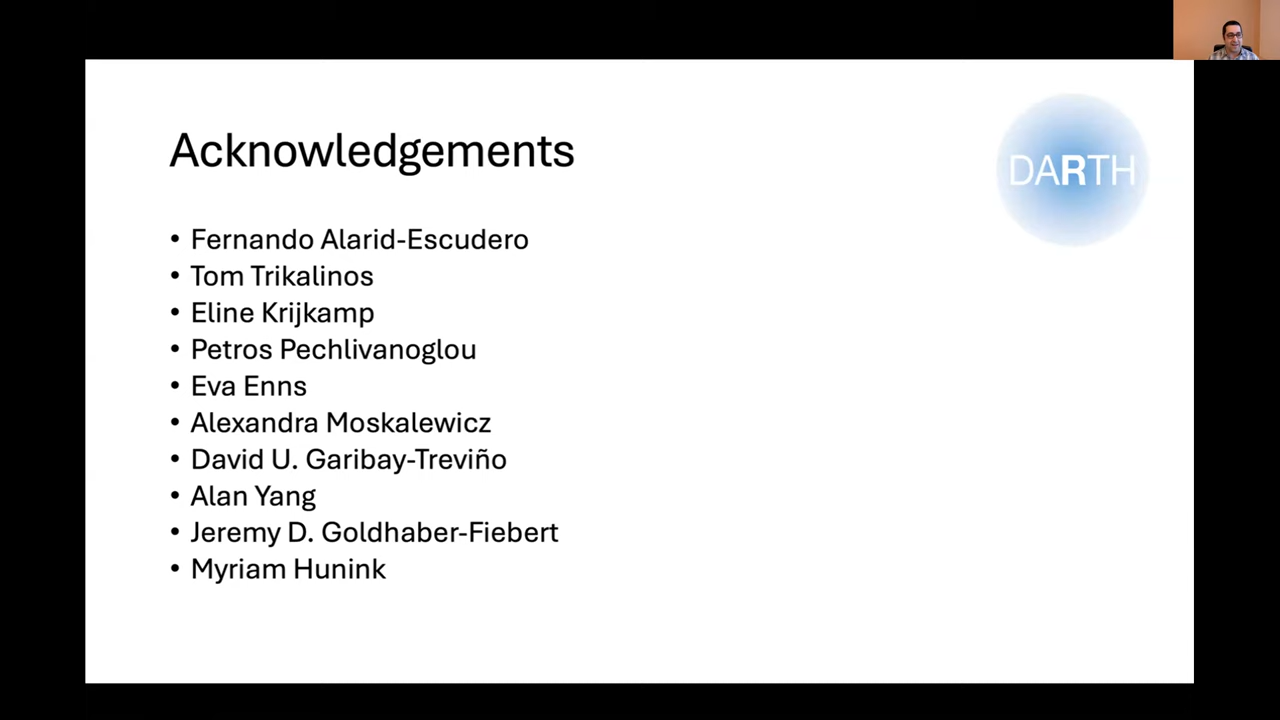 Acknowledgements
DARTH
• Fernando Alarid-Escudero
• Tom Trikalinos
• Eline Krijkamp
• Petros Pechlivanoglou
• Eva Enns
• Alexandra Moskalewicz
• David U. Garibay-Treviño
• Alan Yang
• Jeremy D. Goldhaber-Fiebert
• Myriam Hunink